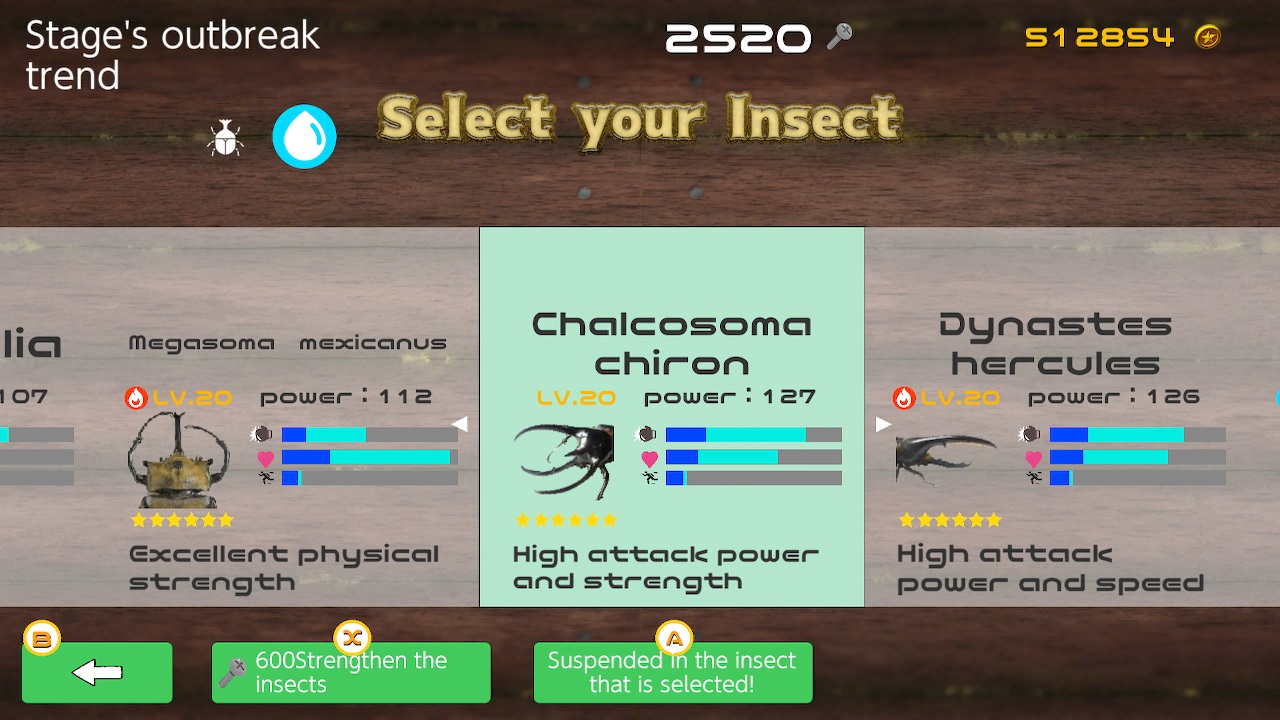 Stage's outbreak
trend
2520
512854
Select your Insect
lia
107
Megasoma mexicanus
LV.20 power:112
Excellent physical
strength
Chalcosoma
chiron
LV.20 power:127
High attack power
and strength
Dynastes
hercules
LV.20 power:126
High attack
power and speed
B
X
600Strengthen the
insects
A
Suspended in the insect
that is selected!